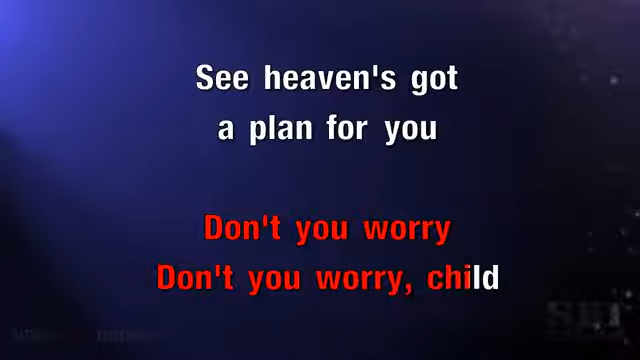 See heaven's got
a plan for you
Don't you worry
Don't you worry, child